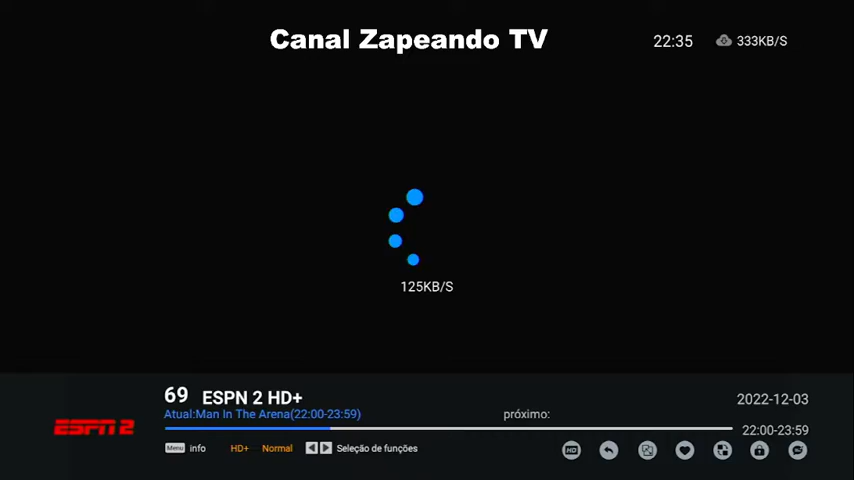 Canal Zapeando TV
22:35
333KB/S
125KB/S
69 ESPN 2 HD+
2022-12-03
Atual:Man In The Arena(22:00-23:59)
próximo:
ESPN 2
22:00-23:59
Menu info HD+ Normal Seleção de funções
HD